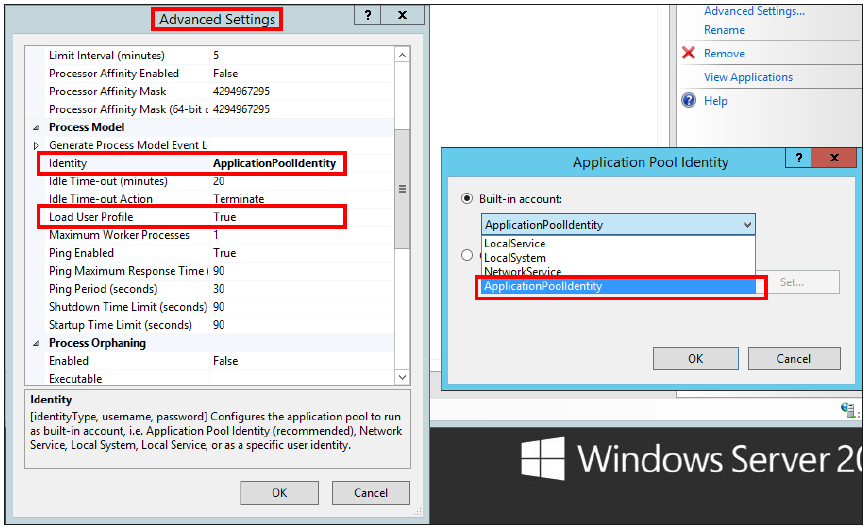 Advanced Settings
?
x
Limit Interval (minutes) 5
Processor Affinity Enabled False
Processor Affinity Mask 4294967295
Processor Affinity Mask (64-bit c 4294967295
Process Model
Generate Process Model Event L
Identity ApplicationPoolIdentity
Idle Time-out (minutes) 20
Idle Time-out Action Terminate
Load User Profile True
Maximum Worker Processes 1
Ping Enabled True
Ping Maximum Response Time ( 90
Ping Period (seconds) 30
Shutdown Time Limit (seconds) 90
Startup Time Limit (seconds) 90
Process Orphaning
Enabled False
Executable
Identity
[identityType, username, password] Configures the application pool to run
as built-in account, i.e. Application Pool Identity (recommended), Network
Service, Local System, Local Service, or as a specific user identity.
OK Cancel
Advanced Settings...
Rename
Remove
View Applications
? Help
Application Pool Identity
?
x
Built-in account:
ApplicationPoolIdentity
LocalService
LocalSystem
NetworkService
ApplicationPoolIdentity
Set...
OK Cancel
Windows Server 20